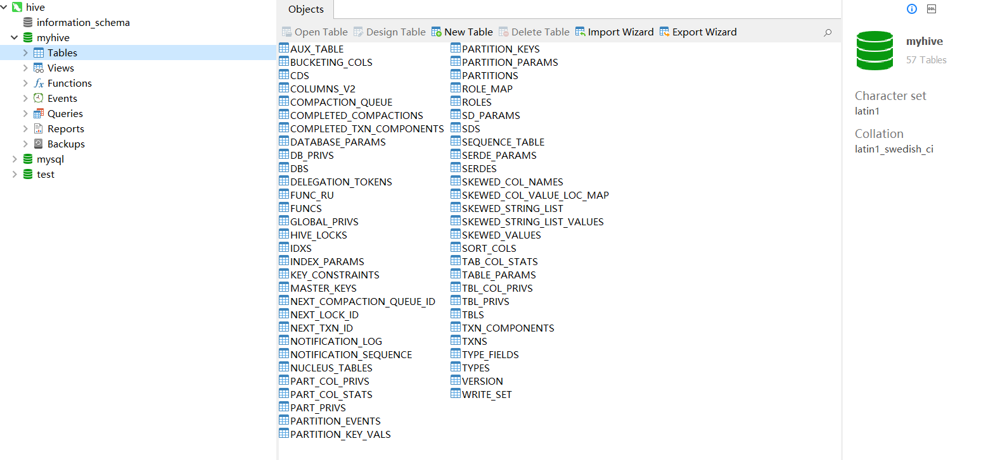 hive
information_schema
myhive
Tables
Views
Functions
Events
Queries
Reports
Backups
mysql
test
Objects
Open Table Design Table New Table Delete Table Import Wizard Export Wizard
AUX_TABLE
BUCKETING_COLS
CDS
COLUMNS_V2
COMPACTION_QUEUE
COMPLETED_COMPACTIONS
COMPLETED_TXN_COMPONENTS
DATABASE_PARAMS
DB_PRIVS
DBS
DELEGATION_TOKENS
FUNC_RU
FUNCS
GLOBAL_PRIVS
HIVE_LOCKS
IDXS
INDEX_PARAMS
KEY_CONSTRAINTS
MASTER_KEYS
NEXT_COMPACTION_QUEUE_ID
NEXT_LOCK_ID
NEXT_TXN_ID
NOTIFICATION_LOG
NOTIFICATION_SEQUENCE
NUCLEUS_TABLES
PART_COL_PRIVS
PART_COL_STATS
PART_PRIVS
PARTITION_EVENTS
PARTITION_KEY_VALS
PARTITION_KEYS
PARTITION_PARAMS
PARTITIONS
ROLE_MAP
ROLES
SD_PARAMS
SDS
SEQUENCE_TABLE
SERDE_PARAMS
SERDES
SKEWED_COL_NAMES
SKEWED_COL_VALUE_LOC_MAP
SKEWED_STRING_LIST
SKEWED_STRING_LIST_VALUES
SKEWED_VALUES
SORT_COLS
TAB_COL_STATS
TABLE_PARAMS
TBL_COL_PRIVS
TBL_PRIVS
TBLS
TXN_COMPONENTS
TXNS
TYPE_FIELDS
TYPES
VERSION
WRITE_SET
DDL
myhive
57 Tables
Character set
latin1
Collation
latin1_swedish_ci